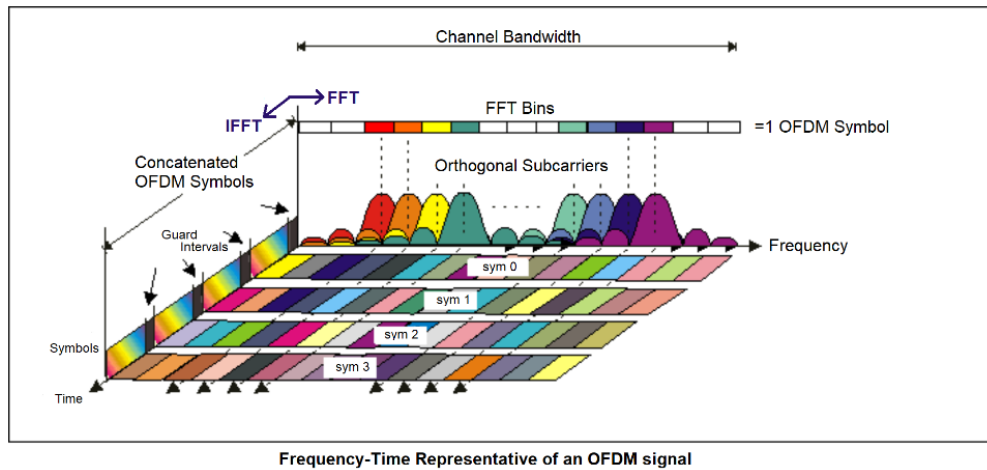 Channel Bandwidth
FFT
IFFT
FFT Bins
=1 OFDM Symbol
Concatenated
OFDM Symbols
Orthogonal Subcarriers
Guard
Intervals
Frequency
sym 0
sym 1
sym 2
sym 3
Symbols
Time
Frequency-Time Representative of an OFDM signal